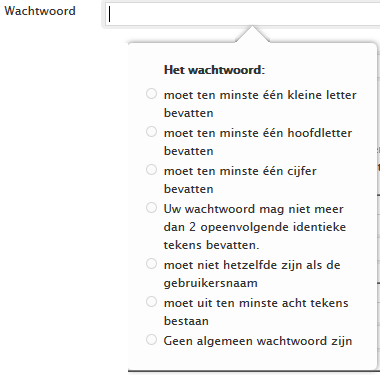 Wachtwoord
Het wachtwoord:
moet ten minste één kleine letter
bevatten
moet ten minste één hoofdletter
bevatten
moet ten minste één cijfer
bevatten
Uw wachtwoord mag niet meer
dan 2 opeenvolgende identieke
tekens bevatten.
moet niet hetzelfde zijn als de
gebruikersnaam
moet uit ten minste acht tekens
bestaan
Geen algemeen wachtwoord zijn